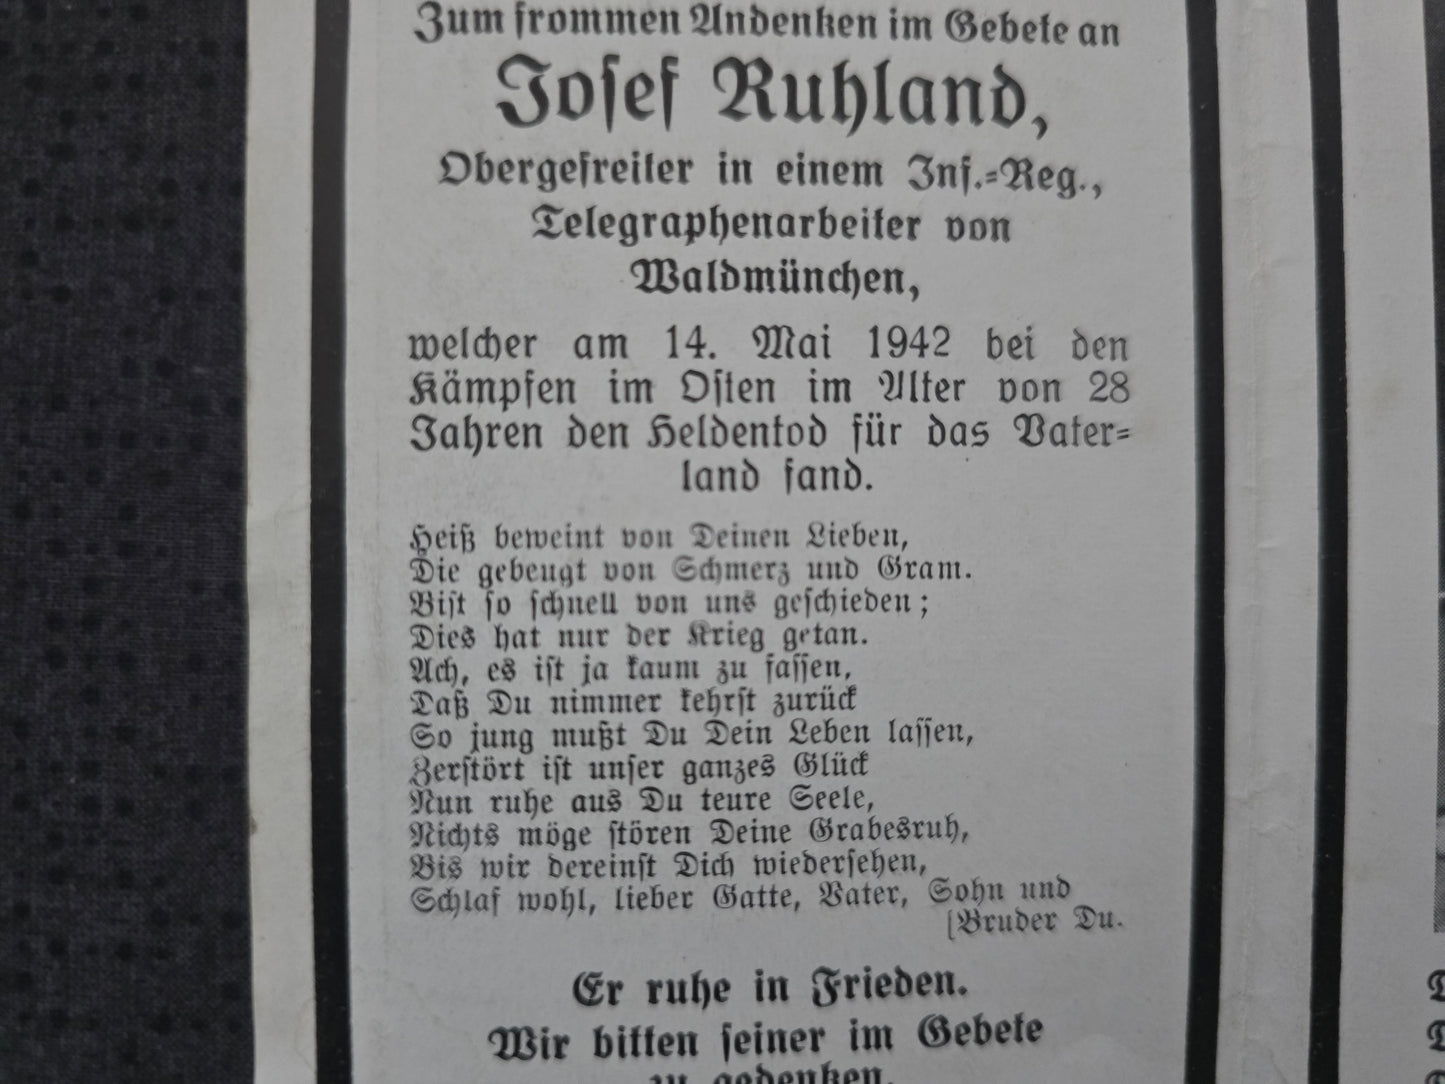 Zum frommen Andenken im Gebete an
Josef Ruhland,
Obergefreiter in einem Inf.-Reg.,
Telegraphenarbeiter von
Waldmünchen,
welcher am 14. Mai 1942 bei den
Kämpfen im Osten im Alter von 28
Jahren den Heldentod für das Vater-
land fand.
Heiß beweint von Deinen Lieben,
Die gebeugt von Schmerz und Gram.
Bist so schnell von uns geschieden;
Dies hat nur der Krieg getan.
Ach, es ist ja kaum zu fassen,
Daß Du nimmer kehrst zurück
So jung mußt Du Dein Leben lassen,
Zerstört ist unser ganzes Glück
Nun ruhe aus Du teure Seele,
Nichts möge stören Deine Grabesruh,
Bis wir dereinst Dich wiedersehen,
Schlaf wohl, lieber Gatte, Vater, Sohn und
[Bruder Du.
Er ruhe in Frieden.
Wir bitten seiner im Gebete
zu gedenken.